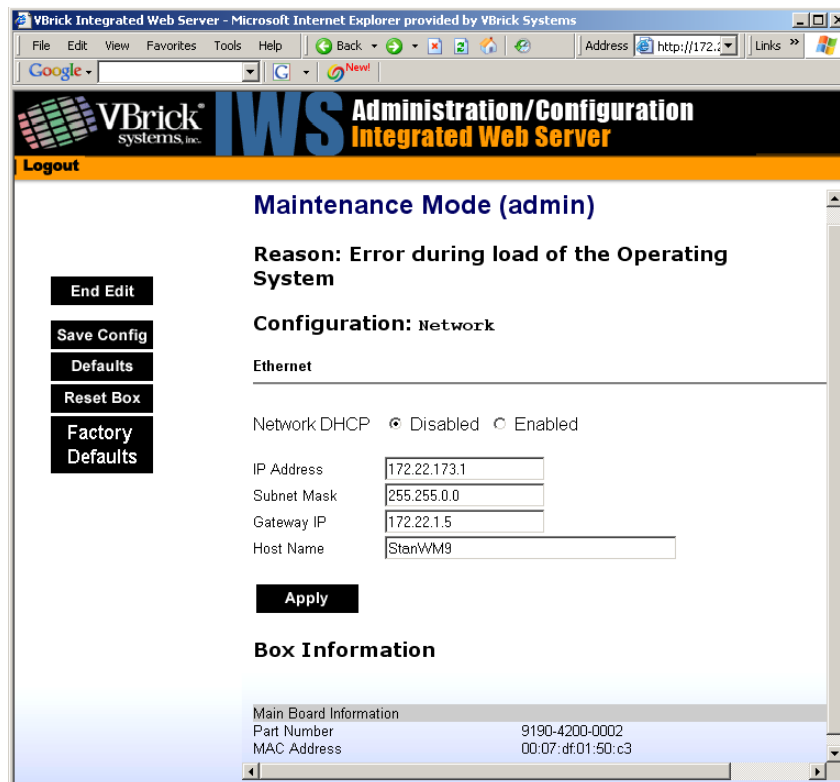 VBrick Integrated Web Server - Microsoft Internet Explorer provided by VBrick Systems
File Edit View Favorites Tools Help Back Address http://172.2 Links »
Google New!
VBrick systems, inc. IWS Administration/Configuration
Integrated Web Server
Logout
Maintenance Mode (admin)
Reason: Error during load of the Operating
System
End Edit
Configuration: Network
Save Config
Defaults
Ethernet
Reset Box
Factory
Defaults
Network DHCP Disabled Enabled
IP Address 172.22.173.1
Subnet Mask 255.255.0.0
Gateway IP 172.22.1.5
Host Name StanWM9
Apply
Box Information
Main Board Information
Part Number 9190-4200-0002
MAC Address 00:07:df:01:50:c3